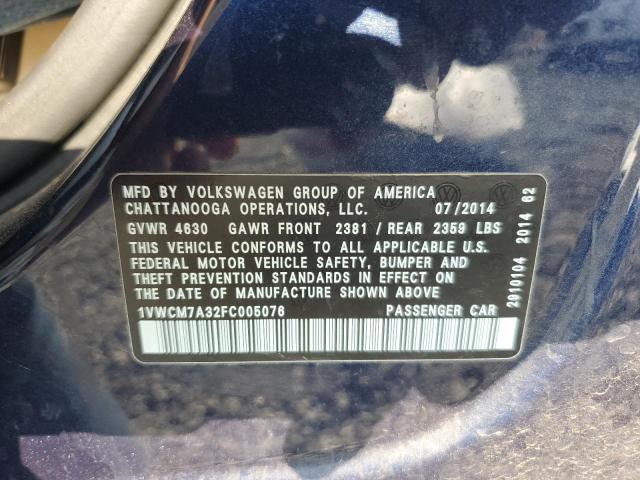 MFD BY VOLKSWAGEN GROUP OF AMERICA
CHATTANOOGA OPERATIONS, LLC. 07/2014
GVWR 4630 GAWR FRONT 2381 / REAR 2359 LBS
THIS VEHICLE CONFORMS TO ALL APPLICABLE U.S.
FEDERAL MOTOR VEHICLE SAFETY, BUMPER AND
THEFT PREVENTION STANDARDS IN EFFECT ON
THE DATE OF MANUFACTURE SHOWN ABOVE
1VWCM7A32FC005076 PASSENGER CAR
2910104 2014 62